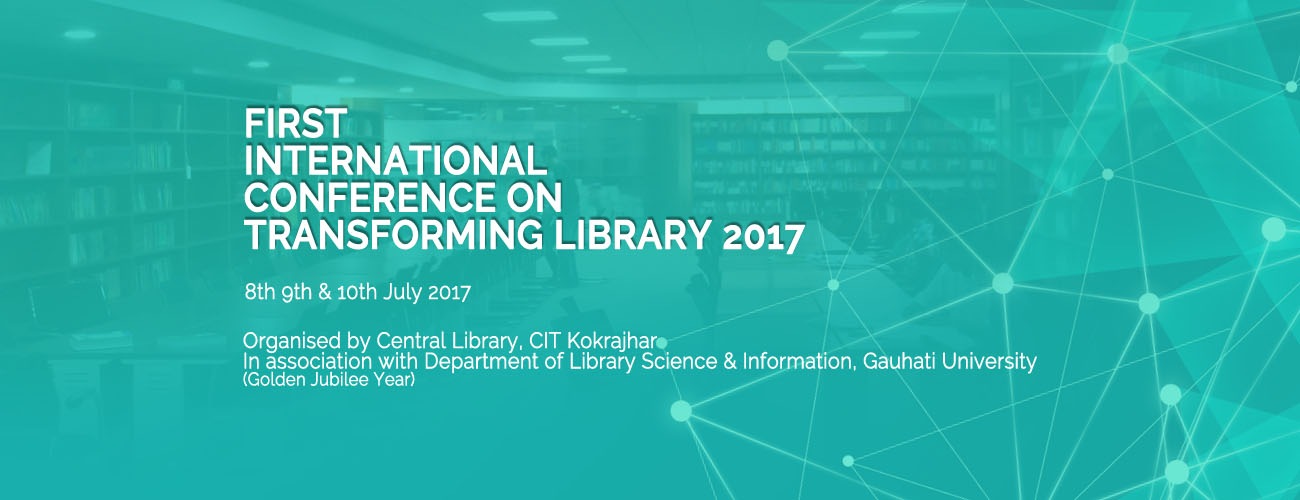 FIRST
INTERNATIONAL
CONFERENCE ON
TRANSFORMING LIBRARY 2017
8th 9th & 10th July 2017
Organised by Central Library, CIT Kokrajhar
In association with Department of Library Science & Information, Gauhati University
(Golden Jubilee Year)